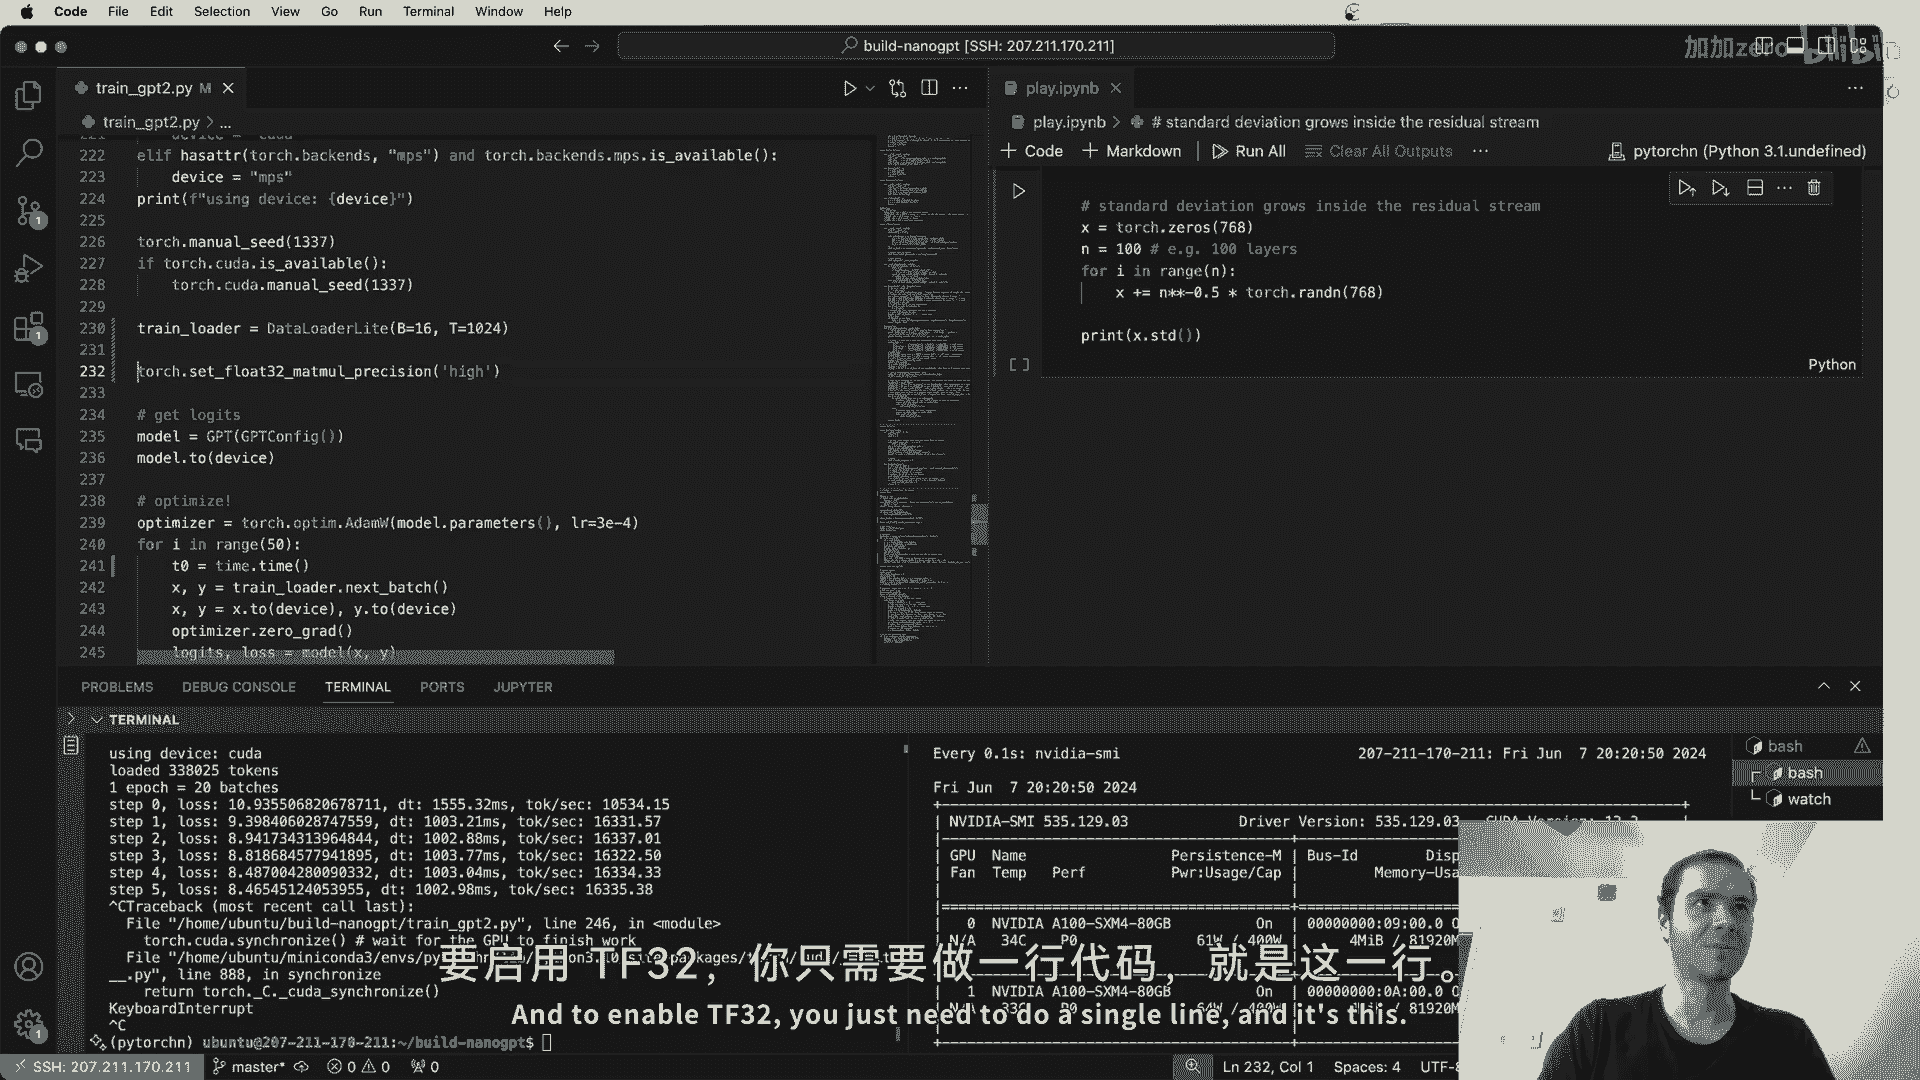 Code File Edit Selection View Go Run Terminal Window Help
build-nanogpt [SSH: 207.211.170.211]
加加zero bilibili
train_gpt2.py M
train_gpt2.py > ...
222 elif hasattr(torch.backends, "mps") and torch.backends.mps.is_available():
223 device = "mps"
224 print(f"using device: {device}")
225
226 torch.manual_seed(1337)
227 if torch.cuda.is_available():
228 torch.cuda.manual_seed(1337)
229
230 train_loader = DataLoaderLite(B=16, T=1024)
231
232 torch.set_float32_matmul_precision('high')
233
234 # get logits
235 model = GPT(GPTConfig())
236 model.to(device)
237
238 # optimize!
239 optimizer = torch.optim.AdamW(model.parameters(), lr=3e-4)
240 for i in range(50):
241 t0 = time.time()
242 x, y = train_loader.next_batch()
243 x, y = x.to(device), y.to(device)
244 optimizer.zero_grad()
245 logits, loss = model(x, y)
play.ipynb
play.ipynb > # standard deviation grows inside the residual stream
+ Code + Markdown | Run All Clear All Outputs ... pytorchn (Python 3.1.undefined)
# standard deviation grows inside the residual stream
x = torch.zeros(768)
n = 100 # e.g. 100 layers
for i in range(n):
x += n**-0.5 * torch.randn(768)
print(x.std())
[ ] Python
PROBLEMS DEBUG CONSOLE TERMINAL PORTS JUPYTER
TERMINAL
using device: cuda
loaded 338025 tokens
1 epoch = 20 batches
step 0, loss: 10.935506820678711, dt: 1555.32ms, tok/sec: 10534.15
step 1, loss: 9.398406028747559, dt: 1003.21ms, tok/sec: 16331.57
step 2, loss: 8.941734313964844, dt: 1002.88ms, tok/sec: 16337.01
step 3, loss: 8.818684577941895, dt: 1003.77ms, tok/sec: 16322.50
step 4, loss: 8.487004280090332, dt: 1003.04ms, tok/sec: 16334.33
step 5, loss: 8.46545124053955, dt: 1002.98ms, tok/sec: 16335.38
^CTraceback (most recent call last):
File "/home/ubuntu/build-nanogpt/train_gpt2.py", line 246, in <module>
torch.cuda.synchronize() # wait for the GPU to finish work
File "/home/ubuntu/miniconda3/envs/
__.py", line 888, in synchronize
return torch._C._cuda_synchronize()
KeyboardInterrupt
^C
(pytorchn) ubuntu@207-211-170-211:~/build-nanogpt$
Every 0.1s: nvidia-smi 207-211-170-211: Fri Jun 7 20:20:50 2024
Fri Jun 7 20:20:50 2024
NVIDIA-SMI 535.129.03 Driver Version: 535.129.03
GPU Name Persistence-M | Bus-Id
Fan Temp Perf Pwr:Usage/Cap
0 NVIDIA A100-SXM4-80GB On | 00000000:09:00.0
N/A 34C P0 61W / 400W | 4MiB / 81920M
1 NVIDIA A100-SXM4-80GB On | 00000000:0A:00.0
bash
bash
watch
要启用 TF32，你只需要做一行代码，就是这一行。
And to enable TF32, you just need to do a single line, and it's this.
SSH: 207.211.170.211 master* 0 0 0 Ln 232, Col 1 Spaces: 4